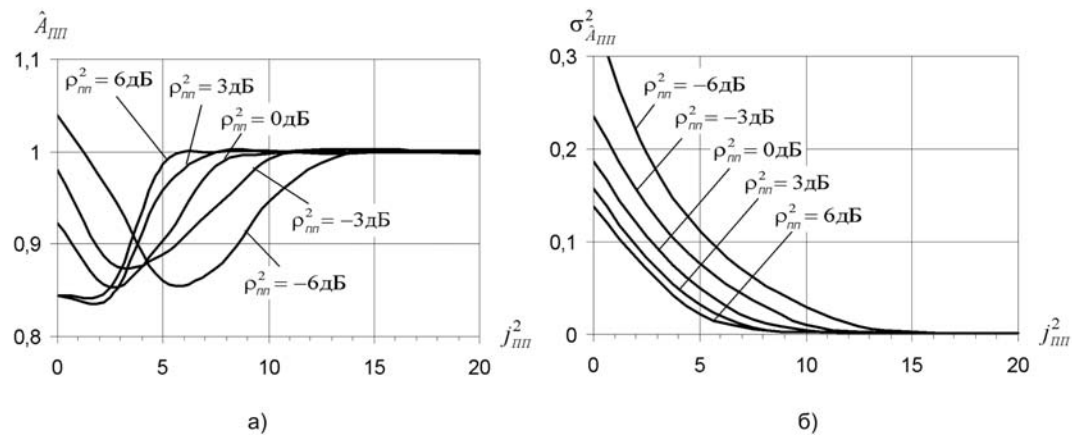 Â_ПП
1,1
ρ²_пп = 6дБ
ρ²_пп = 3дБ
ρ²_пп = 0дБ
1
ρ²_пп = −3дБ
0,9
ρ²_пп = −6дБ
0,8
0 5 10 15 20
j²_ПП
а)
σ²_Â_ПП
0,3
ρ²_пп = −6дБ
ρ²_пп = −3дБ
0,2
ρ²_пп = 0дБ
ρ²_пп = 3дБ
ρ²_пп = 6дБ
0,1
0
0 5 10 15 20
j²_ПП
б)